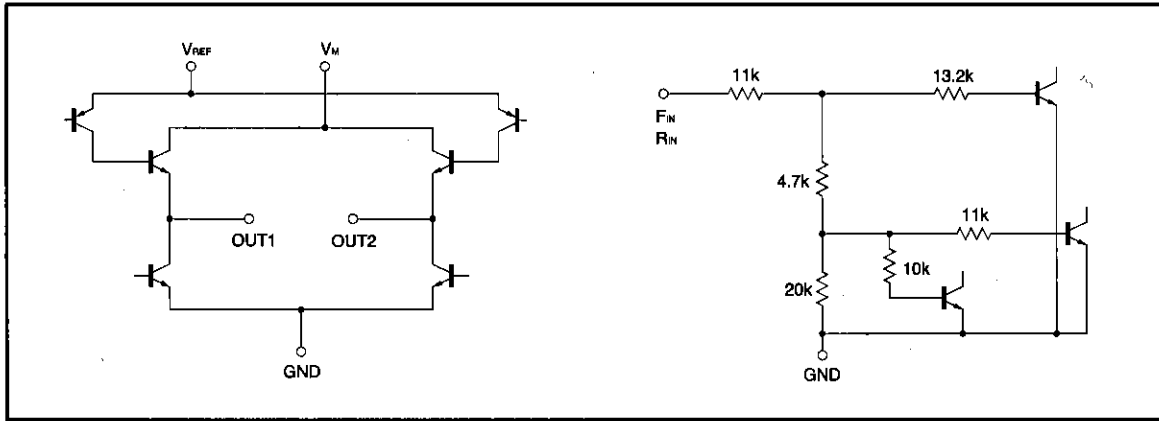 VREF
VM
OUT1
OUT2
GND
11k
13.2k
FIN
RIN
4.7k
11k
10k
20k
GND